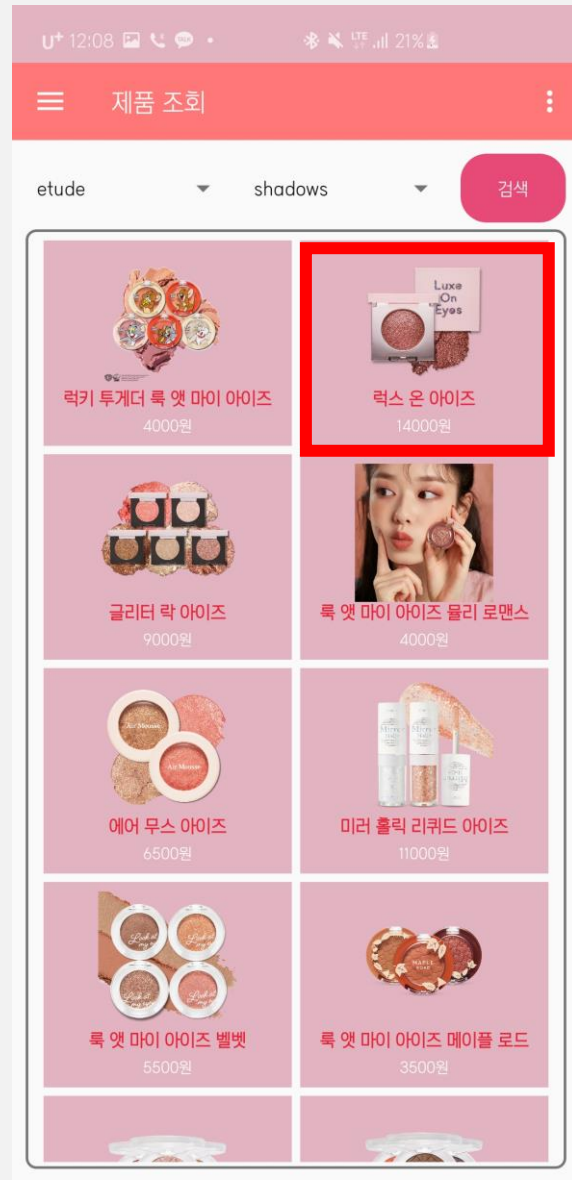 U+ 12:08
LTE
21%
제품 조회
etude
shadows
검색
럭키 투게더 룩 앳 마이 아이즈
4000원
Luxe
On
Eyes
럭스 온 아이즈
14000원
글리터 락 아이즈
9000원
룩 앳 마이 아이즈 뮬리 로맨스
4000원
Air Mousse
Air Mousse
에어 무스 아이즈
6500원
미러 홀릭 리퀴드 아이즈
11000원
Look at
my eyes
룩 앳 마이 아이즈 벨벳
5500원
MAPLE
ROAD
룩 앳 마이 아이즈 메이플 로드
3500원